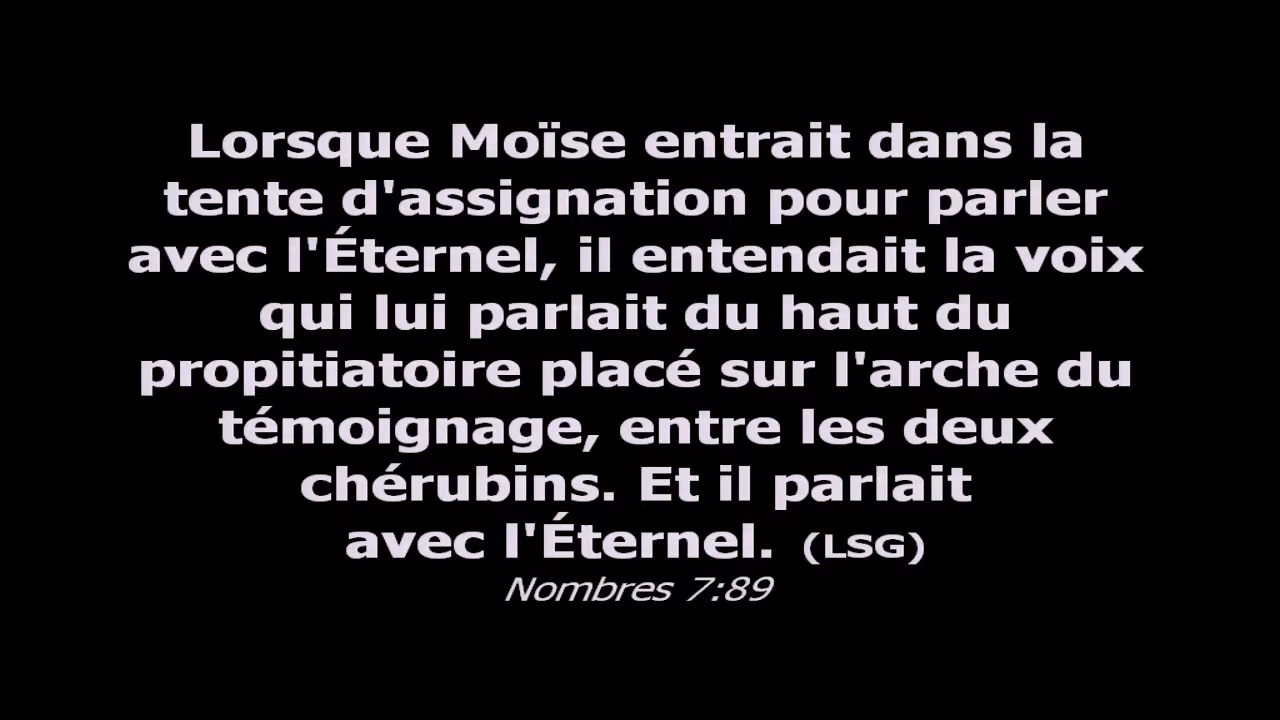 Lorsque Moïse entrait dans la
tente d'assignation pour parler
avec l'Éternel, il entendait la voix
qui lui parlait du haut du
propitiatoire placé sur l'arche du
témoignage, entre les deux
chérubins. Et il parlait
avec l'Éternel. (LSG)
Nombres 7:89